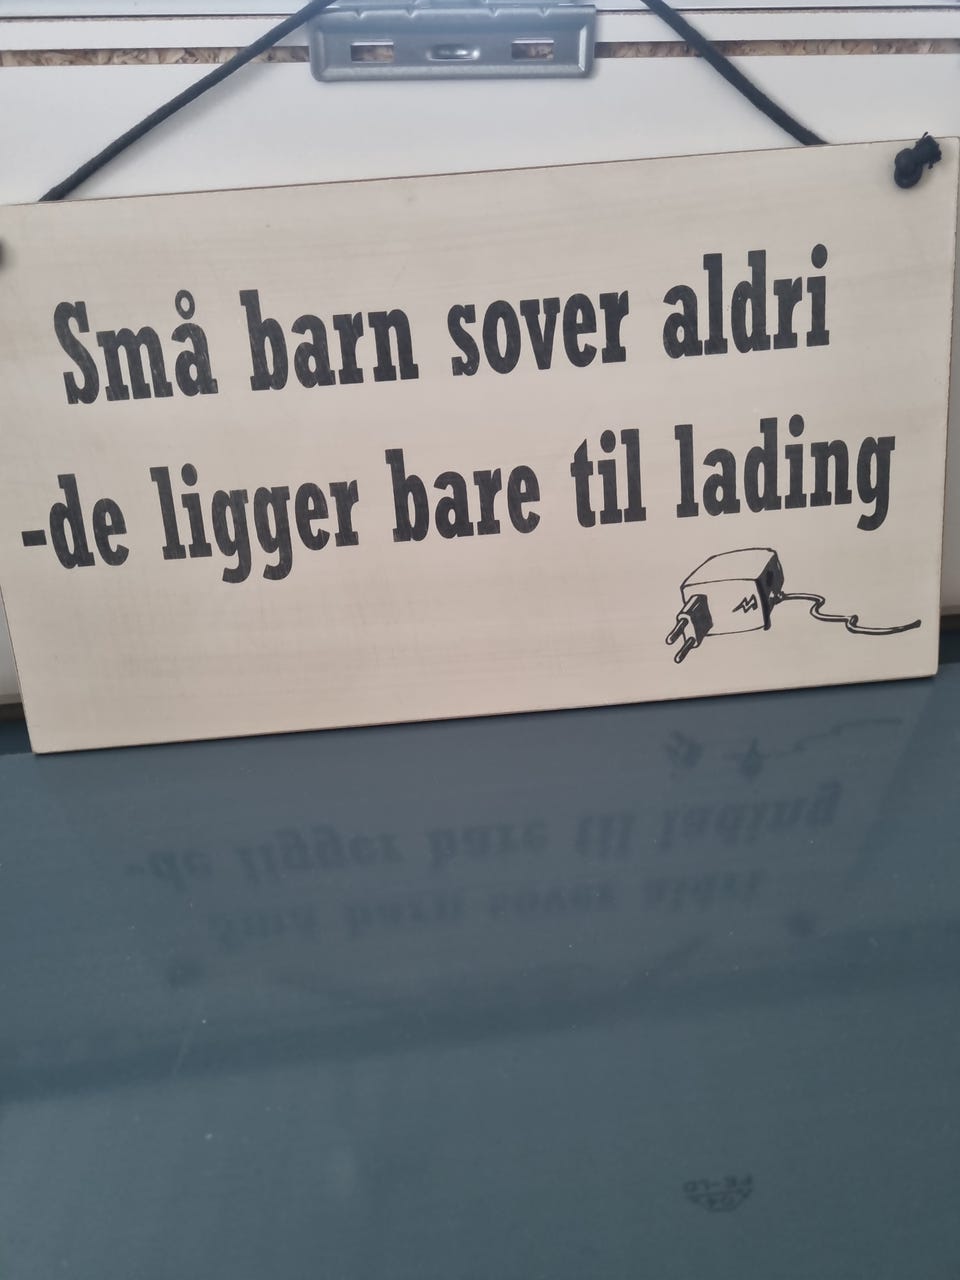 Små barn sover aldri
-de ligger bare til lading